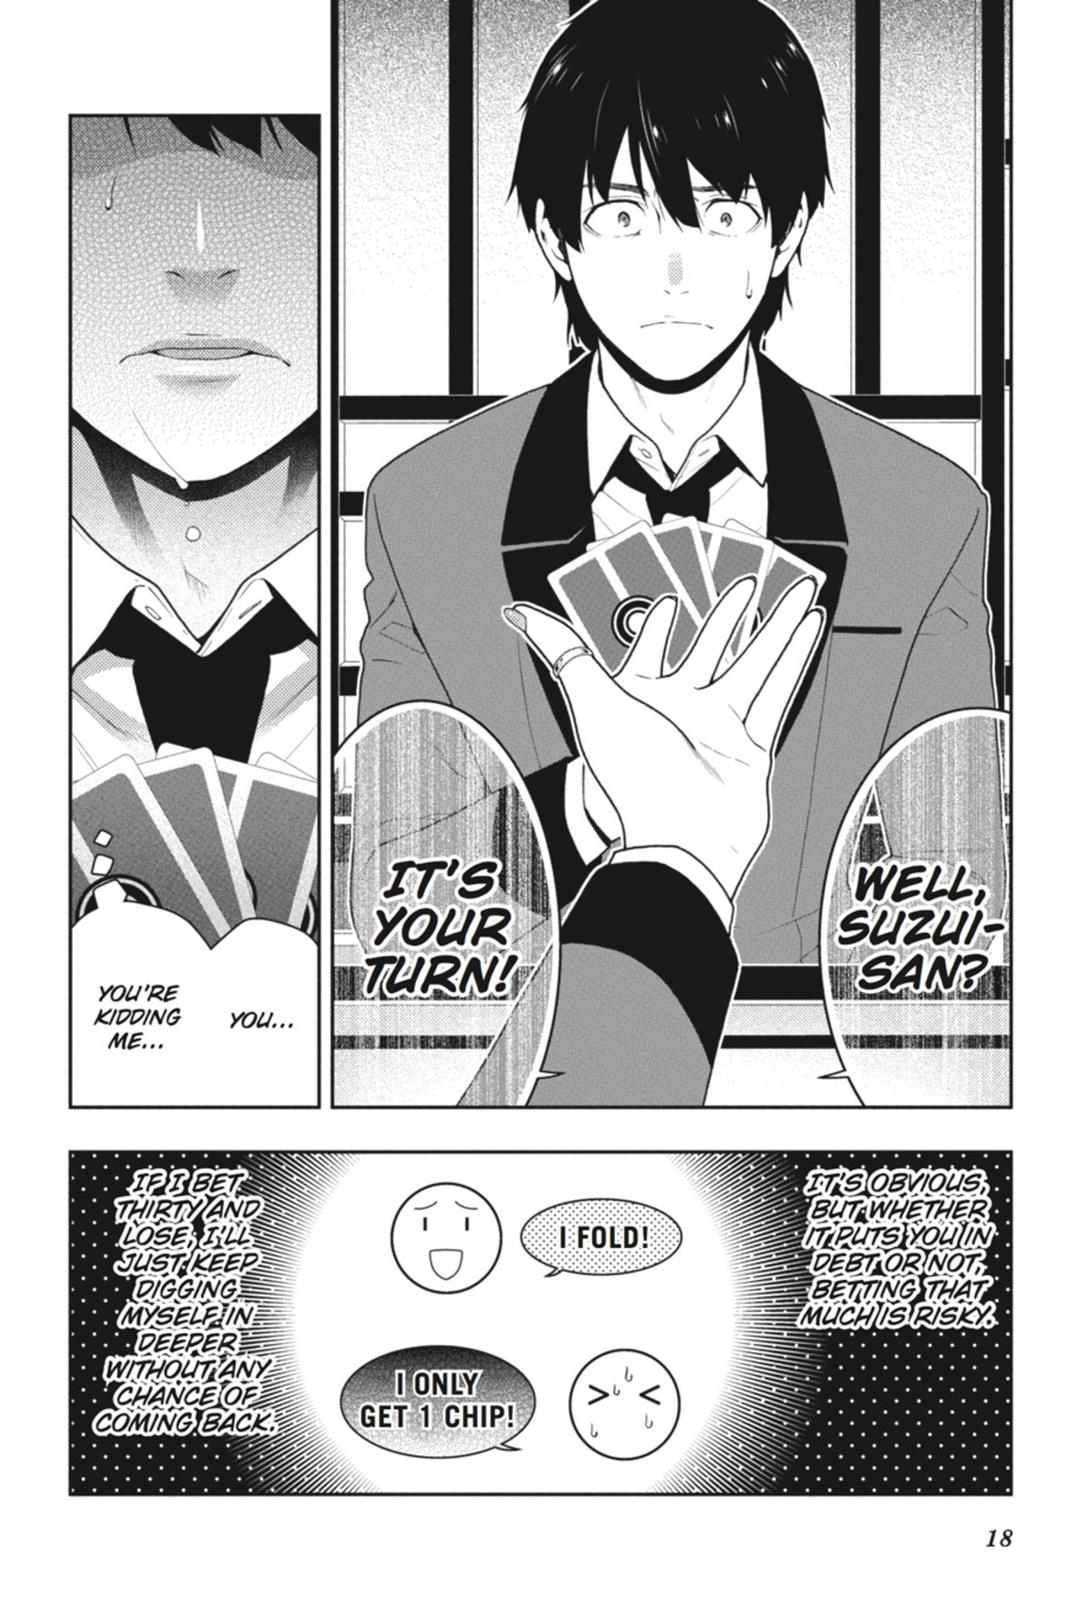 WELL,
SUZUI-
SAN?
IT'S
YOUR
TURN!
YOU...
YOU'RE
KIDDING
ME...
IT'S OBVIOUS,
BUT WHETHER
IT PUTS YOU IN
DEBT OR NOT,
BETTING THAT
MUCH IS RISKY.
I FOLD!
I ONLY
GET 1 CHIP!
IF I BET
THIRTY AND
LOSE, I'LL
JUST KEEP
DIGGING
MYSELF IN
DEEPER
WITHOUT ANY
CHANCE OF
COMING BACK.
18